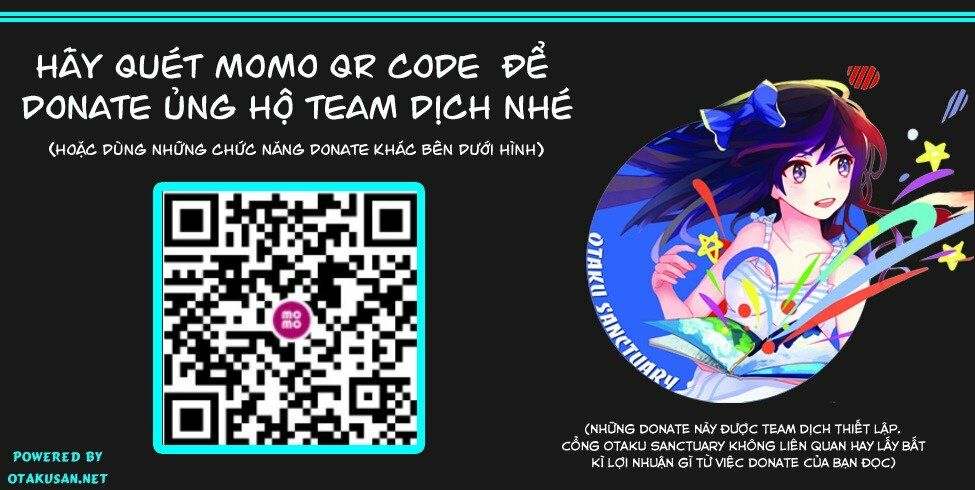 HÃY QUÉT MOMO QR CODE ĐỂ
DONATE ỦNG HỘ TEAM DỊCH NHÉ
(HOẶC DÙNG NHỮNG CHỨC NĂNG DONATE KHÁC BÊN DƯỚI HÌNH)
mo
mo
OTAKU SANCTUARY
(NHỮNG DONATE NÀY ĐƯỢC TEAM DỊCH THIẾT LẬP.
CỔNG OTAKU SANCTUARY KHÔNG LIÊN QUAN HAY LẤY BẤT
KÌ LỢI NHUẬN GÌ TỪ VIỆC DONATE CỦA BẠN ĐỌC)
POWERED BY
OTAKUSAN.NET